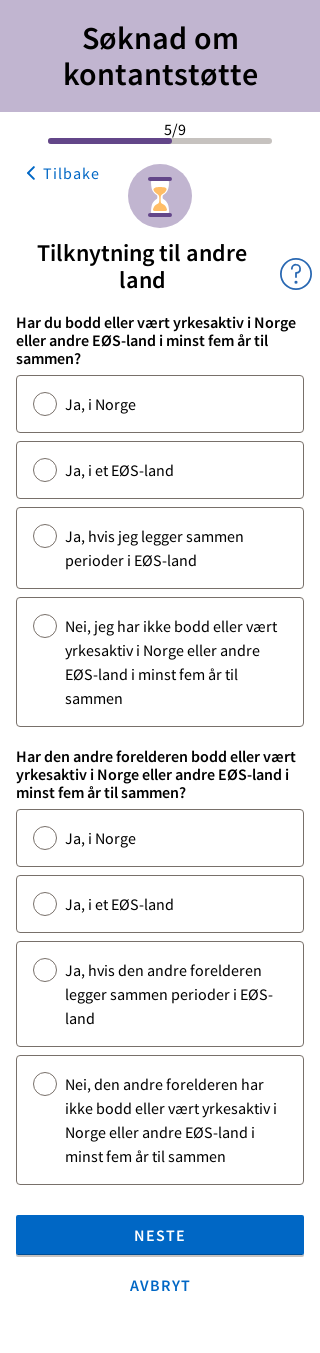 Søknad om
kontantstøtte
5/9
Tilbake
Tilknytning til andre
land
?
Har du bodd eller vært yrkesaktiv i Norge
eller andre EØS-land i minst fem år til
sammen?
Ja, i Norge
Ja, i et EØS-land
Ja, hvis jeg legger sammen
perioder i EØS-land
Nei, jeg har ikke bodd eller vært
yrkesaktiv i Norge eller andre
EØS-land i minst fem år til
sammen
Har den andre forelderen bodd eller vært
yrkesaktiv i Norge eller andre EØS-land i
minst fem år til sammen?
Ja, i Norge
Ja, i et EØS-land
Ja, hvis den andre forelderen
legger sammen perioder i EØS-
land
Nei, den andre forelderen har
ikke bodd eller vært yrkesaktiv i
Norge eller andre EØS-land i
minst fem år til sammen
NESTE
AVBRYT